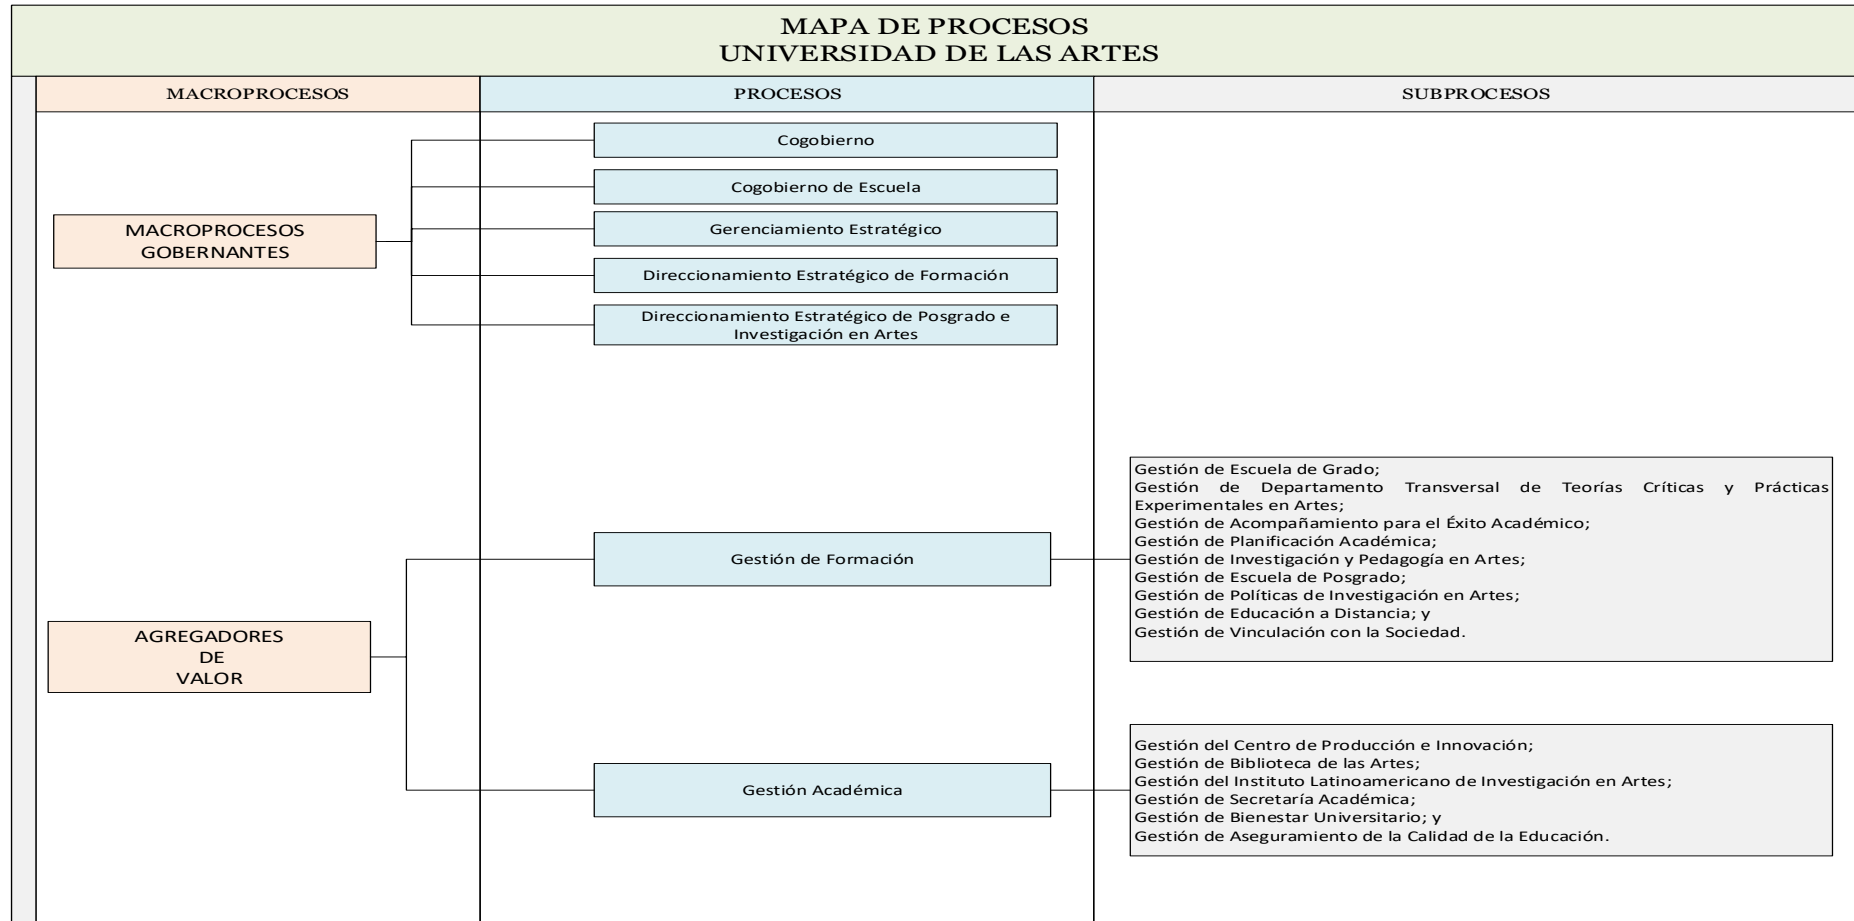 MAPA DE PROCESOS
UNIVERSIDAD DE LAS ARTES
MACROPROCESOS
PROCESOS
SUBPROCESOS
MACROPROCESOS
GOBERNANTES
Cogobierno
Cogobierno de Escuela
Gerenciamiento Estratégico
Direccionamiento Estratégico de Formación
Direccionamiento Estratégico de Posgrado e
Investigación en Artes
AGREGADORES
DE
VALOR
Gestión de Formación
Gestión de Escuela de Grado;
Gestión de Departamento Transversal de Teorías Críticas y Prácticas
Experimentales en Artes;
Gestión de Acompañamiento para el Éxito Académico;
Gestión de Planificación Académica;
Gestión de Investigación y Pedagogía en Artes;
Gestión de Escuela de Posgrado;
Gestión de Políticas de Investigación en Artes;
Gestión de Educación a Distancia; y
Gestión de Vinculación con la Sociedad.
Gestión Académica
Gestión del Centro de Producción e Innovación;
Gestión de Biblioteca de las Artes;
Gestión del Instituto Latinoamericano de Investigación en Artes;
Gestión de Secretaría Académica;
Gestión de Bienestar Universitario; y
Gestión de Aseguramiento de la Calidad de la Educación.